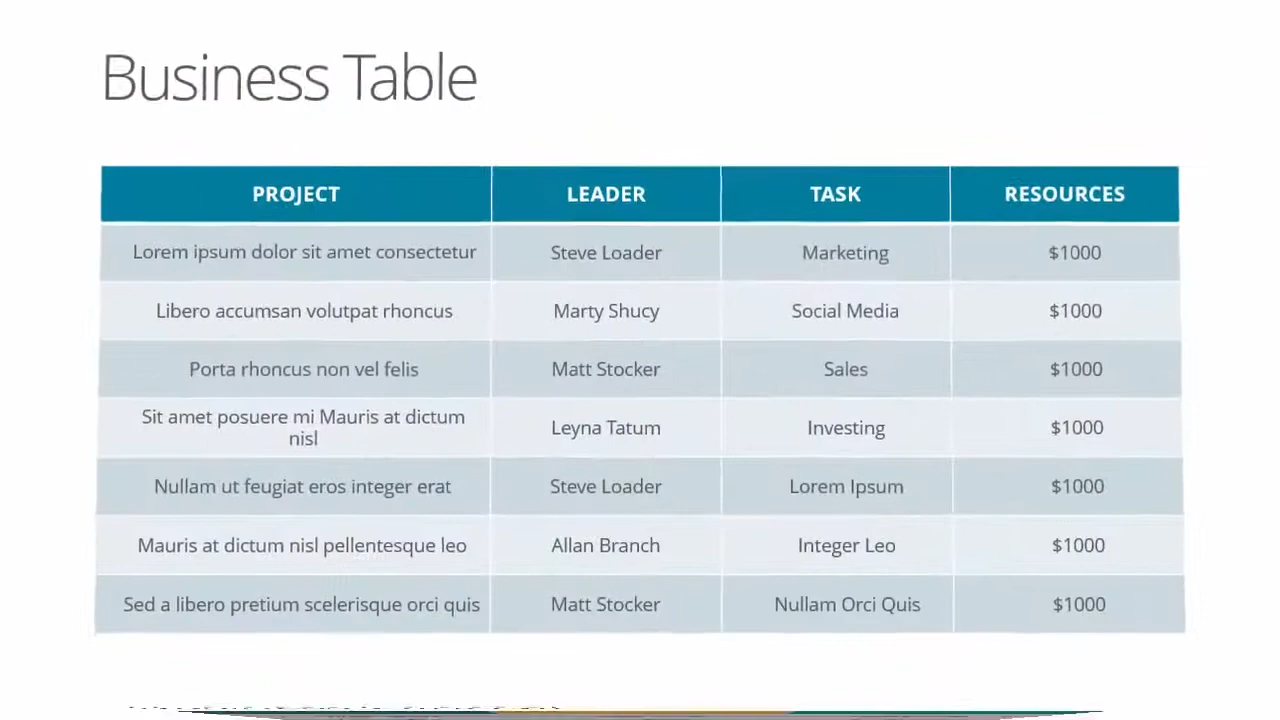 Business Table
PROJECT LEADER TASK RESOURCES
Lorem ipsum dolor sit amet consectetur Steve Loader Marketing $1000
Libero accumsan volutpat rhoncus Marty Shucy Social Media $1000
Porta rhoncus non vel felis Matt Stocker Sales $1000
Sit amet posuere mi Mauris at dictum
nisl Leyna Tatum Investing $1000
Nullam ut feugiat eros integer erat Steve Loader Lorem Ipsum $1000
Mauris at dictum nisl pellentesque leo Allan Branch Integer Leo $1000
Sed a libero pretium scelerisque orci quis Matt Stocker Nullam Orci Quis $1000